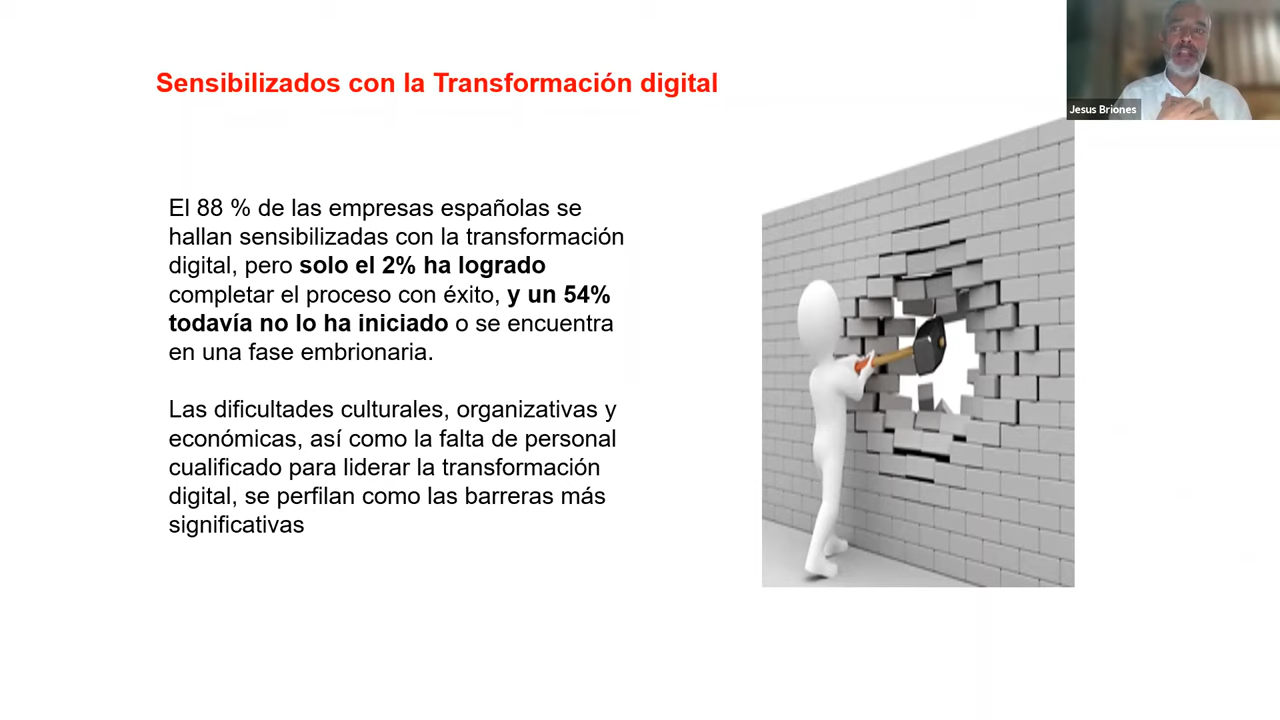 Sensibilizados con la Transformación digital
Jesus Briones
El 88 % de las empresas españolas se
hallan sensibilizadas con la transformación
digital, pero solo el 2% ha logrado
completar el proceso con éxito, y un 54%
todavía no lo ha iniciado o se encuentra
en una fase embrionaria.
Las dificultades culturales, organizativas y
económicas, así como la falta de personal
cualificado para liderar la transformación
digital, se perfilan como las barreras más
significativas